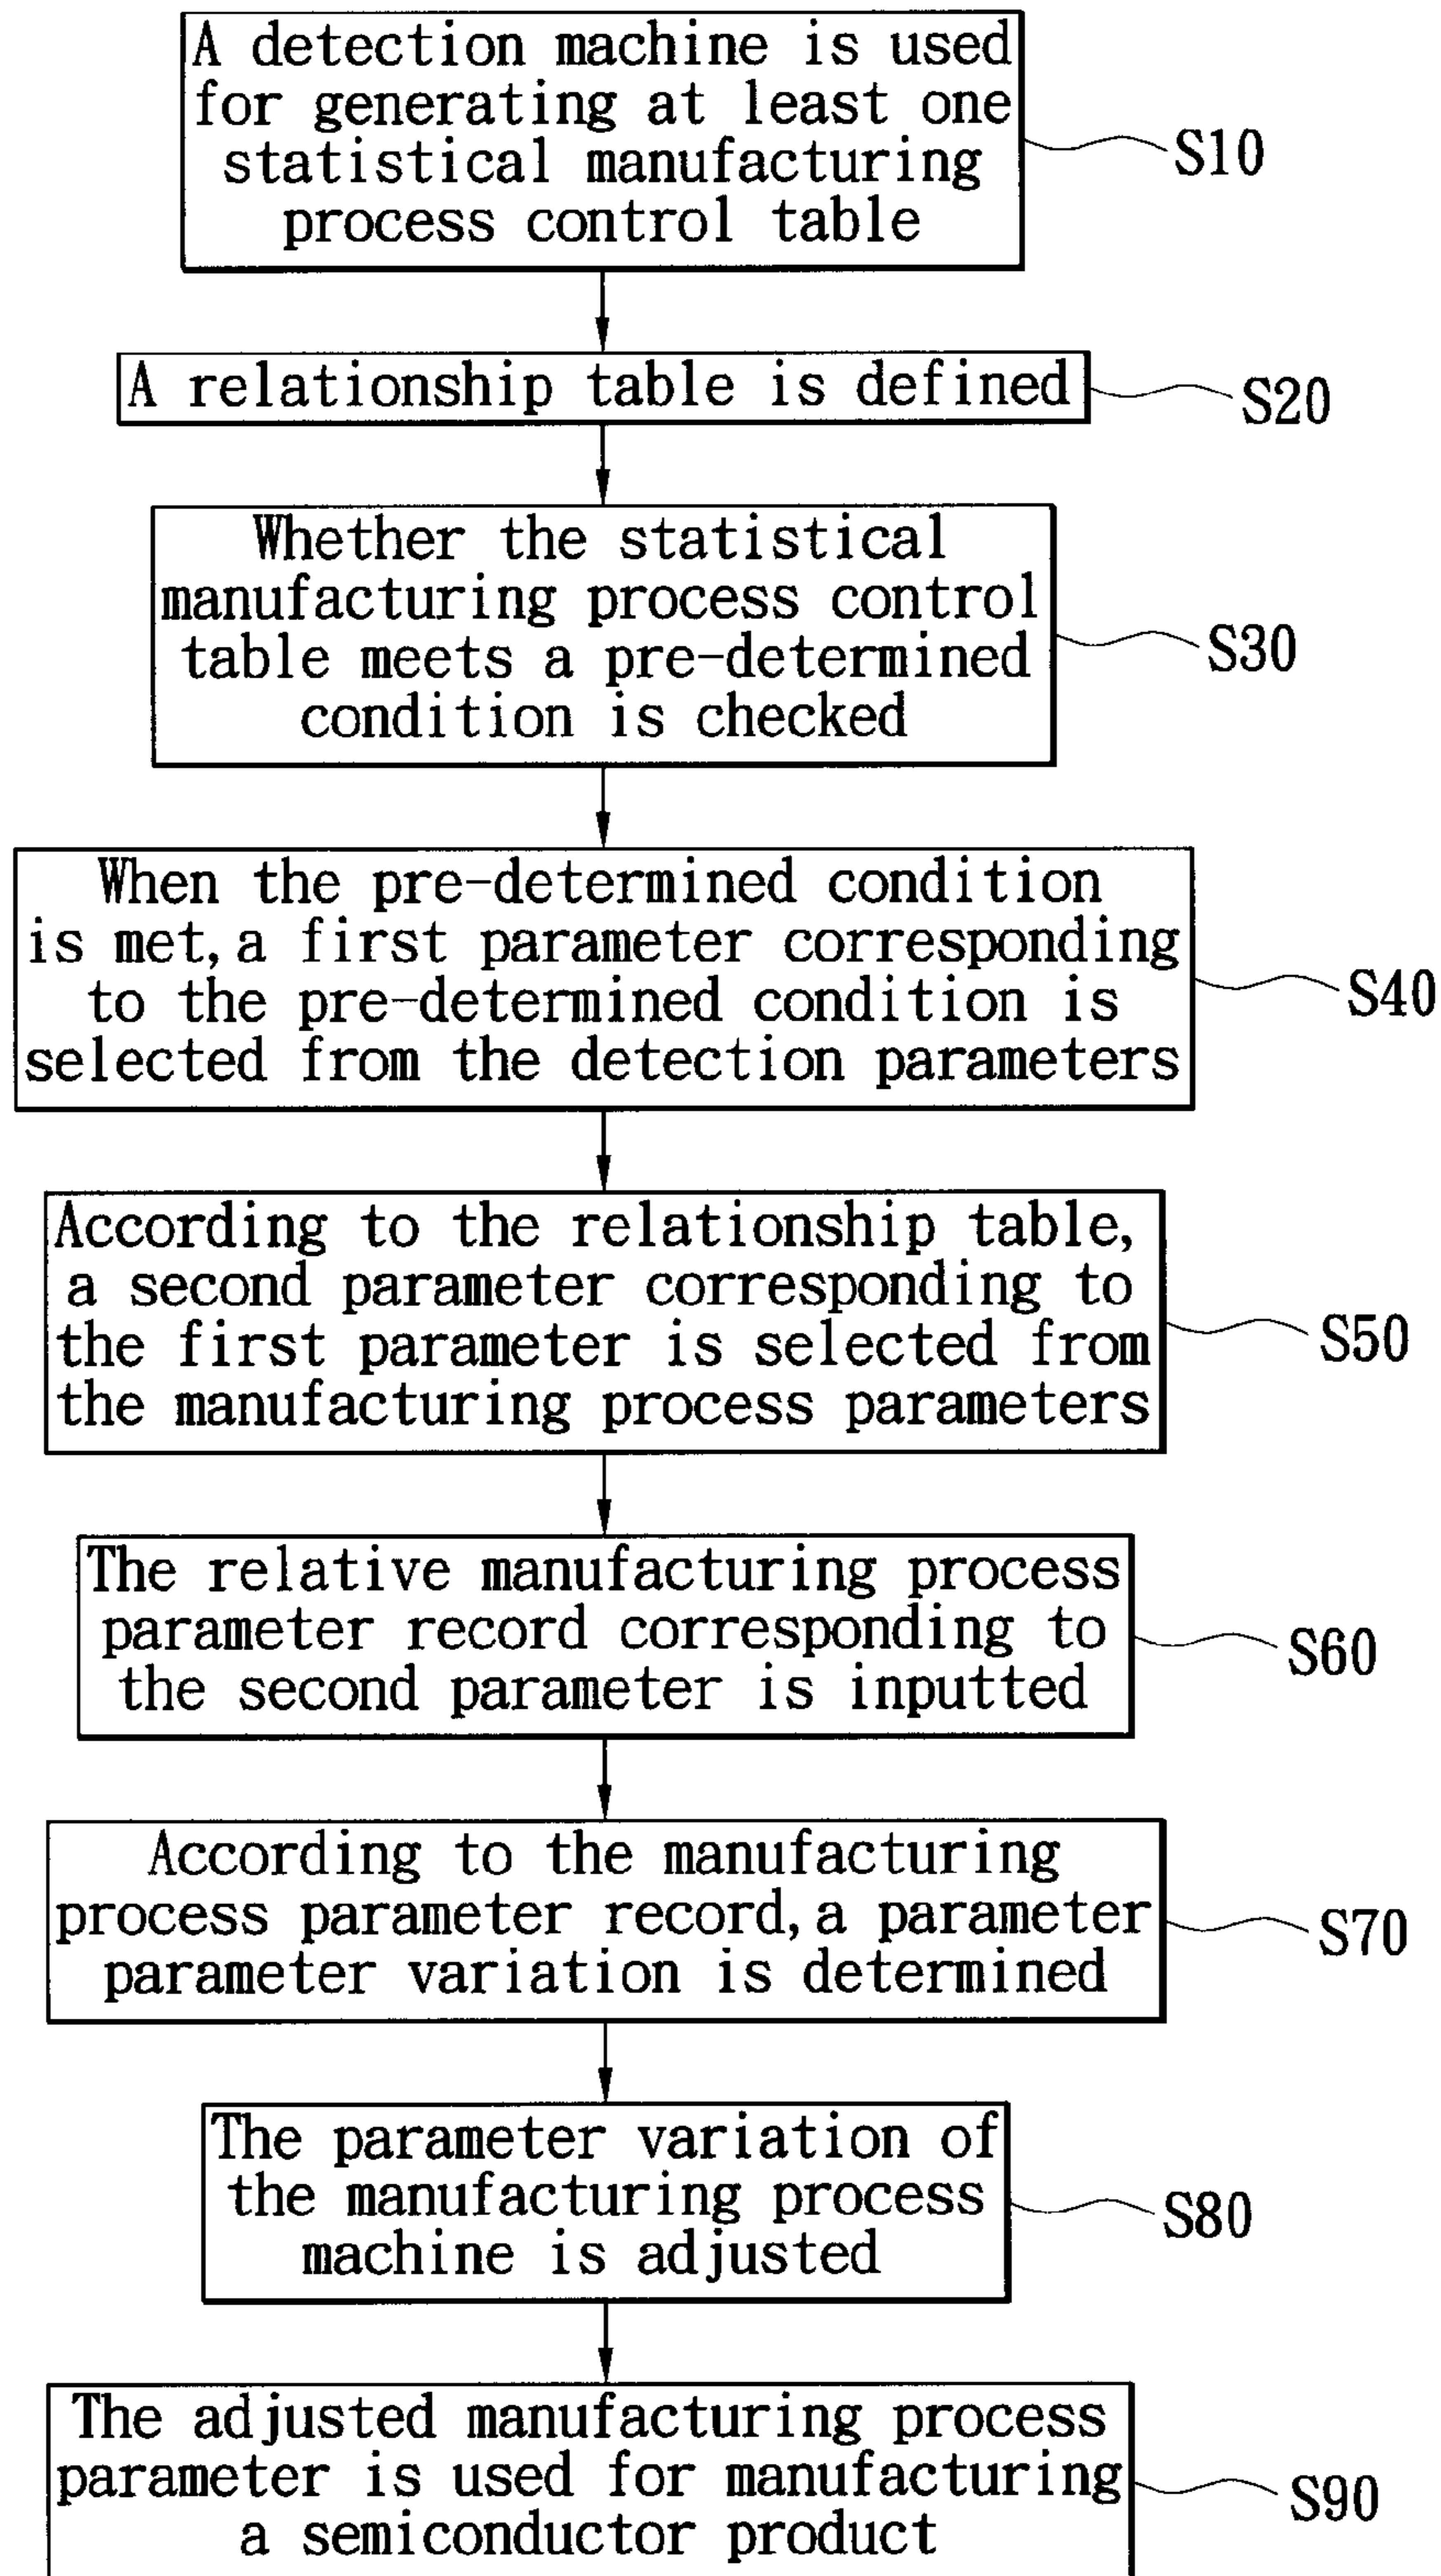 A detection machine is used
for generating at least one
statistical manufacturing
process control table
S10
A relationship table is defined
S20
Whether the statistical
manufacturing process control
table meets a pre-determined
condition is checked
S30
When the pre-determined condition
is met, a first parameter corresponding
to the pre-determined condition is
selected from the detection parameters
S40
According to the relationship table,
a second parameter corresponding to
the first parameter is selected from
the manufacturing process parameters
S50
The relative manufacturing process
parameter record corresponding to
the second parameter is inputted
S60
According to the manufacturing
process parameter record, a parameter
parameter variation is determined
S70
The parameter variation of
the manufacturing process
machine is adjusted
S80
The adjusted manufacturing process
parameter is used for manufacturing
a semiconductor product
S90